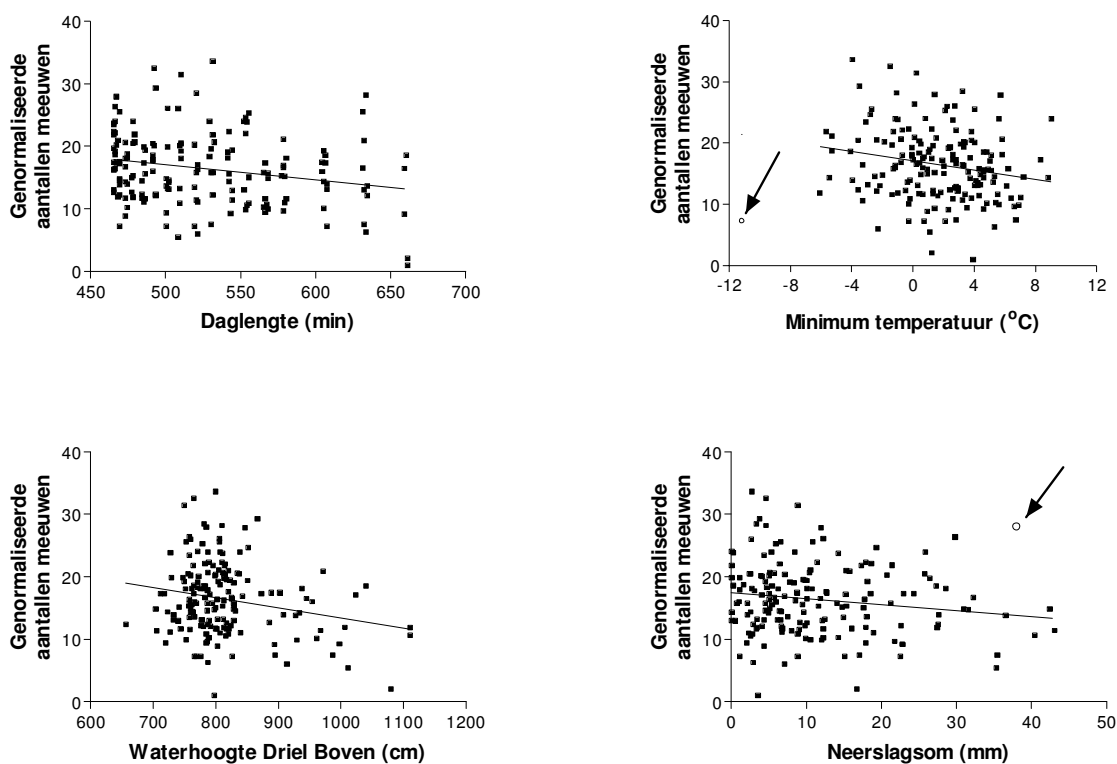 Genormaliseerde
aantallen meeuwen
40
30
20
10
0
450 500 550 600 650 700
Daglengte (min)
Genormaliseerde
aantallen meeuwen
40
30
20
10
0
-12 -8 -4 0 4 8 12
Minimum temperatuur (°C)
Genormaliseerde
aantallen meeuwen
40
30
20
10
0
600 700 800 900 1000 1100 1200
Waterhoogte Driel Boven (cm)
Genormaliseerde
aantallen meeuwen
40
30
20
10
0
0 10 20 30 40 50
Neerslagsom (mm)